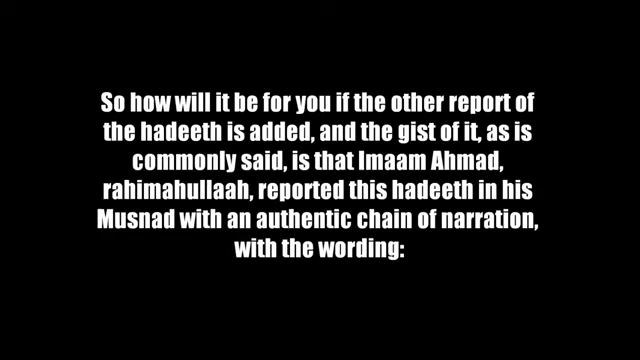 So how will it be for you if the other report of
the hadeeth is added, and the gist of it, as is
commonly said, is that Imaam Ahmad,
rahimahullaah, reported this hadeeth in his
Musnad with an authentic chain of narration,
with the wording: